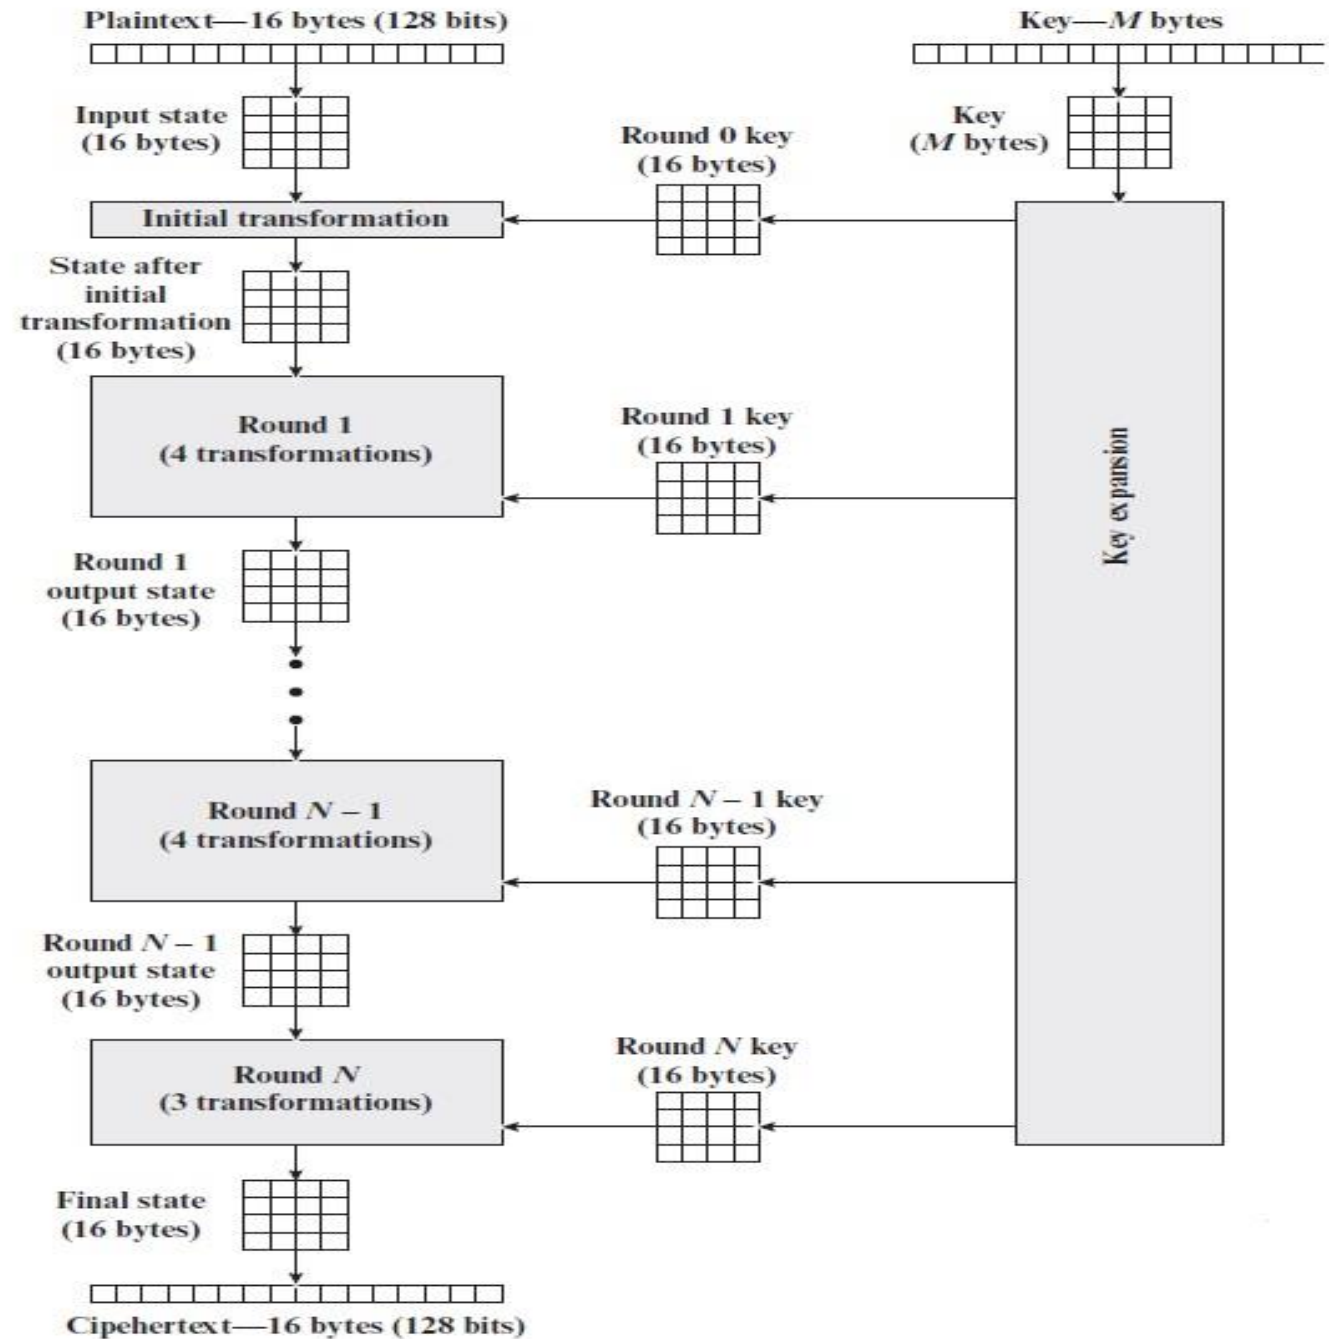 Plaintext—16 bytes (128 bits)
Key—M bytes
Input state
(16 bytes)
Key
(M bytes)
Round 0 key
(16 bytes)
Initial transformation
State after
initial
transformation
(16 bytes)
Round 1
(4 transformations)
Round 1 key
(16 bytes)
Key expansion
Round 1
output state
(16 bytes)
Round N – 1
(4 transformations)
Round N – 1 key
(16 bytes)
Round N – 1
output state
(16 bytes)
Round N
(3 transformations)
Round N key
(16 bytes)
Final state
(16 bytes)
Cipehertext—16 bytes (128 bits)